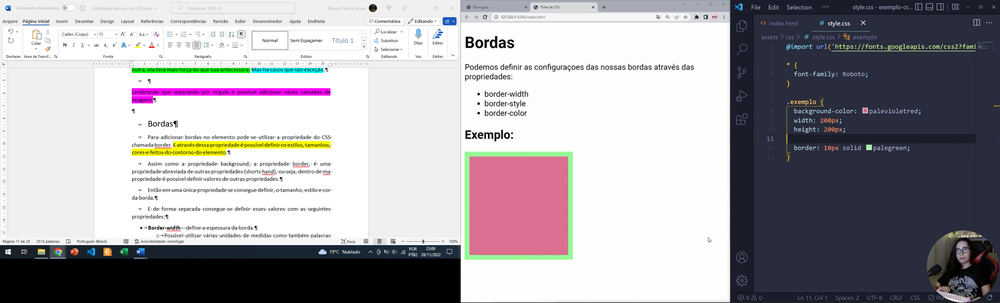 Salvamento Automático
Estilizações básicas com CSS.docx
Pesquisar (Alt+G)
Brayan Petrick Souza
Arquivo Página Inicial Inserir Desenhar Design Layout Referências Correspondências Revisão Exibir Desenvolvedor Ajuda EndNote
Comentários Editando
Calibri (Corpo) 13
Aa
Colar
N I S ab x₂ x² A A
Normal Sem Espaçamer Título 1
Localizar
Substituir
Selecionar
Ditar Editor
Desfazer Área de Transf... Fonte Parágrafo Estilos Editando Voz Editor
outra, ela terá mais força do que sua antecessora. Mas há casos que são exceção.¶
→ ¶
Lembrando que separando por vírgula é possível adicionar várias camadas de
imagens.¶
¶
→ Bordas¶
→ Para adicionar bordas no elemento pode-se utilizar a propriedade do CSS
chamada border. E através dessa propriedade é possível definir os estilos, tamanhos,
cores e feitos do contorno do elemento.¶
→ Assim como a propriedade background, a propriedade border, é uma
propriedade abreviada de outras propriedades (shorts hand), ou seja, dentro de ma
propriedade é possível definir valores de outras propriedades.¶
→ Então em uma única propriedade se consegue definir, o tamanho, estilo e cor
da borda.¶
→ E de forma separada consegue-se definir esses valores com as seguintes
propriedades:¶
•→Border-width – define a espessura da borda.¶
o→Possível utilizar várias unidades de medidas como também palavras
Página 17 de 20 2515 palavras Português (Brasil) Acessibilidade: investigar Foco 100%
19°C Nublado POR PTB2 23:09 28/11/2022
Nova guia Trilha de CSS
127.0.0.1:5500/index.html
Bordas
Podemos definir as configuraçoes das nossas bordas através das
propriedades:
• border-width
• border-style
• border-color
Exemplo:
File Edit Selection ··· style.css - exemplo-cs...
index.html # style.css
assets > css > # style.css > .exemplo
1 @import url('https://fonts.googleapis.com/css2?fami
2
3 * {
4 font-family: Roboto;
5 }
6
7 .exemplo {
8 background-color: palevioletred;
9 width: 200px;
10 height: 200px;
11
12 border: 10px solid palegreen;
13 }
0 0 Ln 11, Col 1 Spaces: 2 UTF-8 CRLF CSS